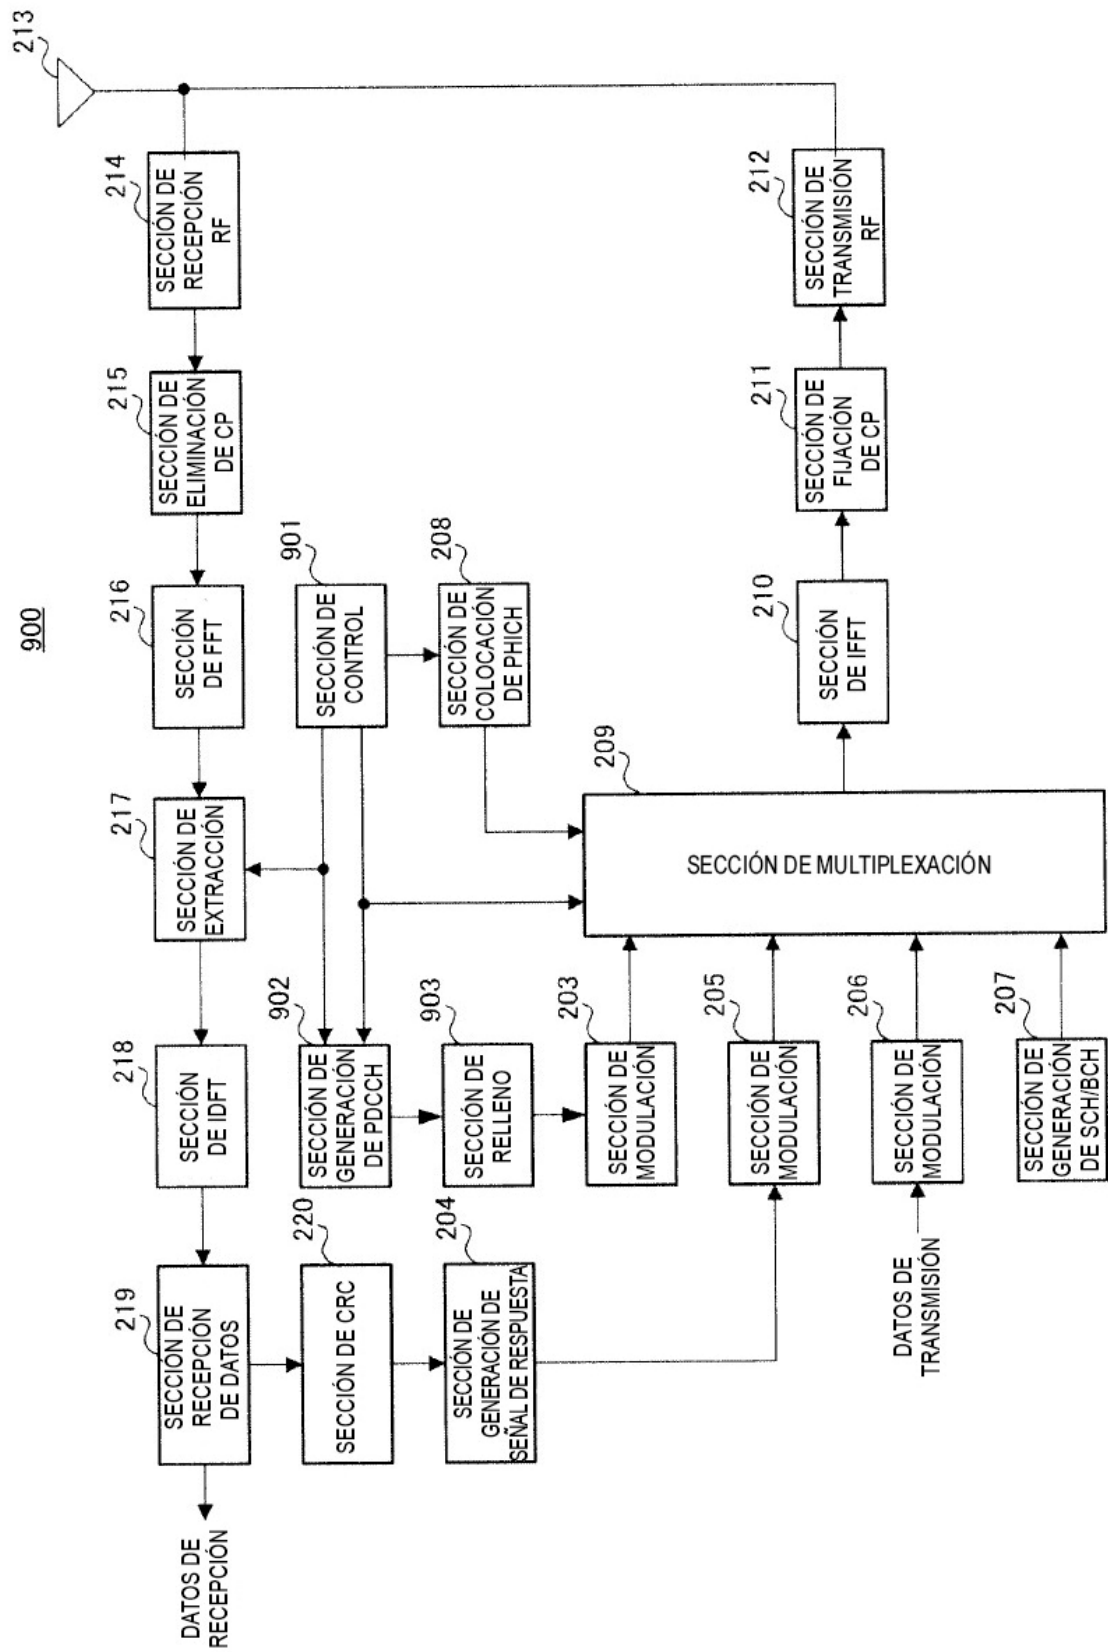 900
213
214
SECCIÓN DE
RECEPCIÓN
RF
215
SECCIÓN DE
ELIMINACIÓN
DE CP
216
SECCIÓN
DE FFT
217
SECCIÓN DE
EXTRACCIÓN
218
SECCIÓN
DE IDFT
219
SECCIÓN DE
RECEPCIÓN
DE DATOS
DATOS DE
RECEPCIÓN
901
SECCIÓN DE
CONTROL
208
SECCIÓN DE
COLOCACIÓN
DE PHICH
902
SECCIÓN DE
GENERACIÓN
DE PDCCH
903
SECCIÓN DE
RELLENO
203
SECCIÓN DE
MODULACIÓN
220
SECCIÓN DE CRC
204
SECCIÓN DE
GENERACIÓN DE
SEÑAL DE RESPUESTA
205
SECCIÓN DE
MODULACIÓN
206
SECCIÓN DE
MODULACIÓN
DATOS DE
TRANSMISIÓN
207
SECCIÓN DE
GENERACIÓN
DE SCH/BCH
209
SECCIÓN DE MULTIPLEXACIÓN
210
SECCIÓN
DE IFFT
211
SECCIÓN DE
FIJACIÓN
DE CP
212
SECCIÓN DE
TRANSMISIÓN
RF